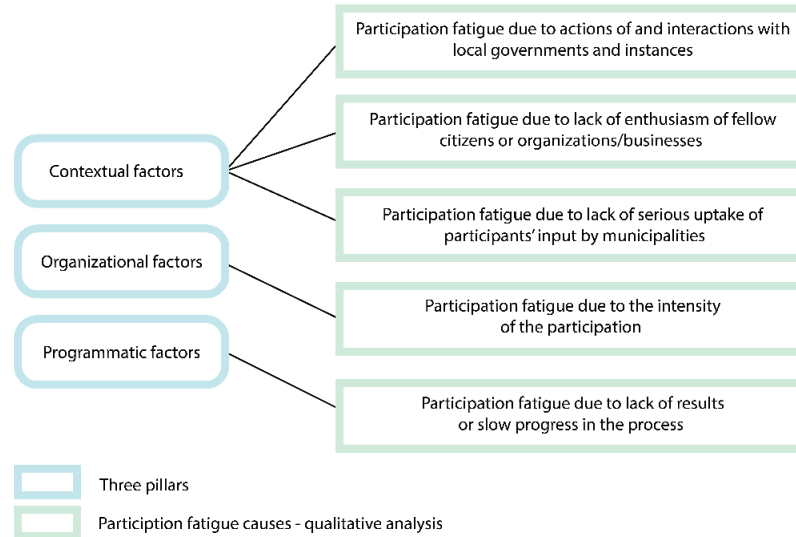 Participation fatigue due to actions of and interactions with
local governments and instances
Participation fatigue due to lack of enthusiasm of fellow
citizens or organizations/businesses
Contextual factors
Participation fatigue due to lack of serious uptake of
participants' input by municipalities
Organizational factors
Participation fatigue due to the intensity
of the participation
Programmatic factors
Participation fatigue due to lack of results
or slow progress in the process
Three pillars
Particiption fatigue causes - qualitative analysis